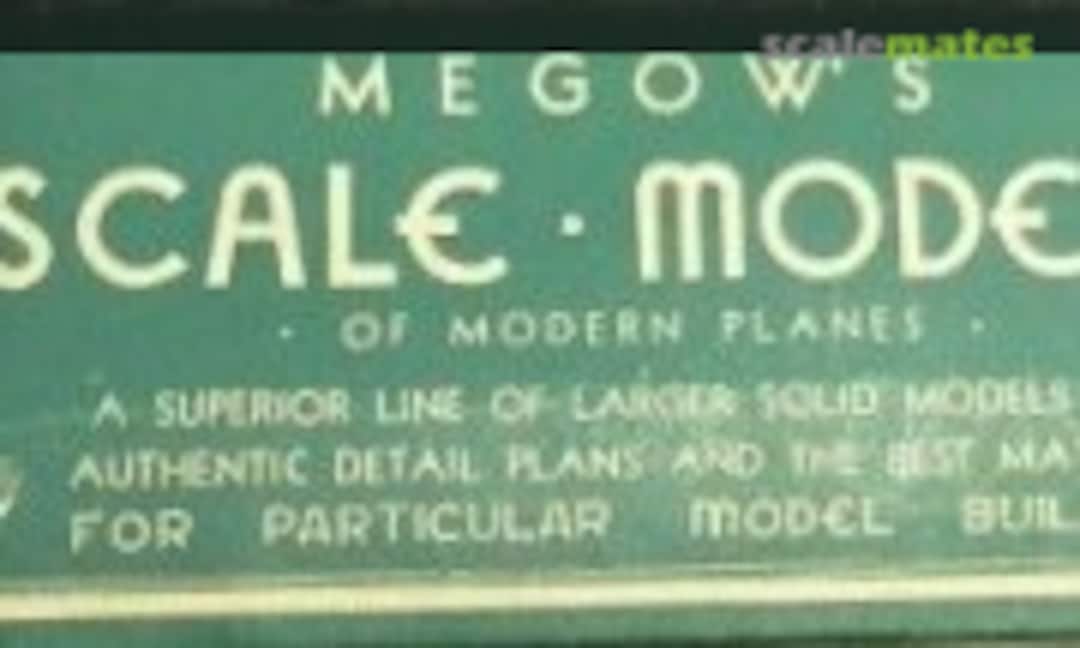 scalemates
MEGOW'S
SCALE · MODE
· OF MODERN PLANES ·
A SUPERIOR LINE OF LARGER SOLID MODELS
AUTHENTIC DETAIL PLANS AND THE BEST MA
FOR PARTICULAR MODEL BUIL